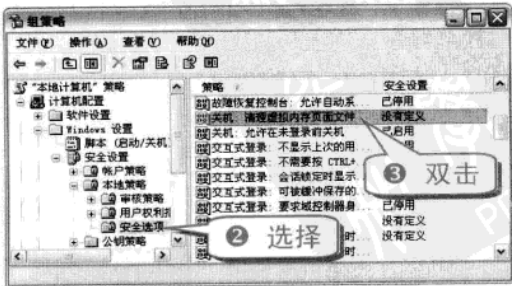 组策略
文件(F) 操作(A) 查看(V) 帮助(H)
“本地计算机”策略
计算机配置
软件设置
Windows 设置
脚本 (启动/关机
安全设置
帐户策略
本地策略
审核策略
用户权利指
安全选项
公钥策略
策略 安全设置
故障恢复控制台: 允许自动系... 已停用
关机: 清理虚拟内存页面文件 没有定义
关机: 允许在未登录前关机 已启用
交互式登录: 不显示上次的用...
交互式登录: 不需要按 CTRL+
交互式登录: 会话锁定时显示
交互式登录: 可被缓冲保存的
交互式登录: 要求域控制器身... 已停用
没有定义
时... 没有定义
时...
❸ 双击
❷ 选择